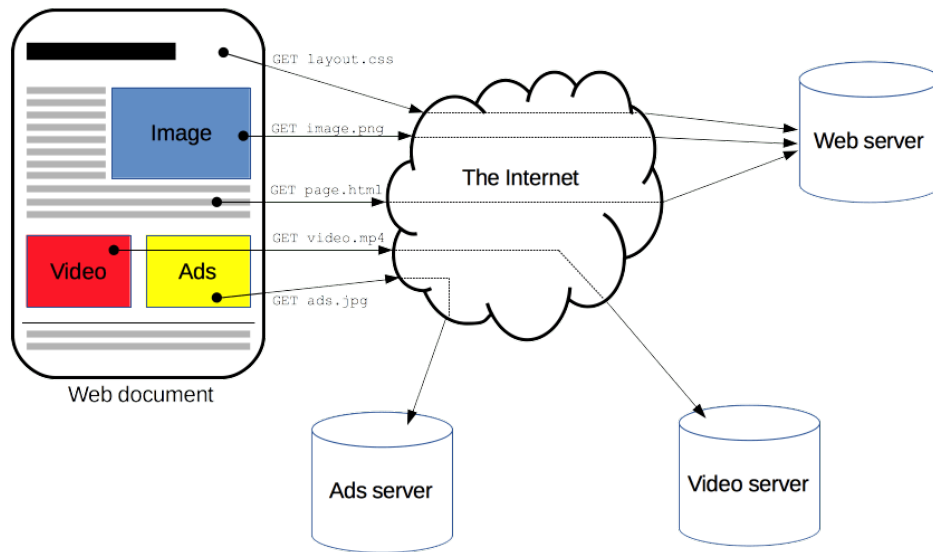 GET layout.css
Image
GET image.png
Web server
The Internet
GET page.html
GET video.mp4
Video
Ads
GET ads.jpg
Web document
Ads server
Video server